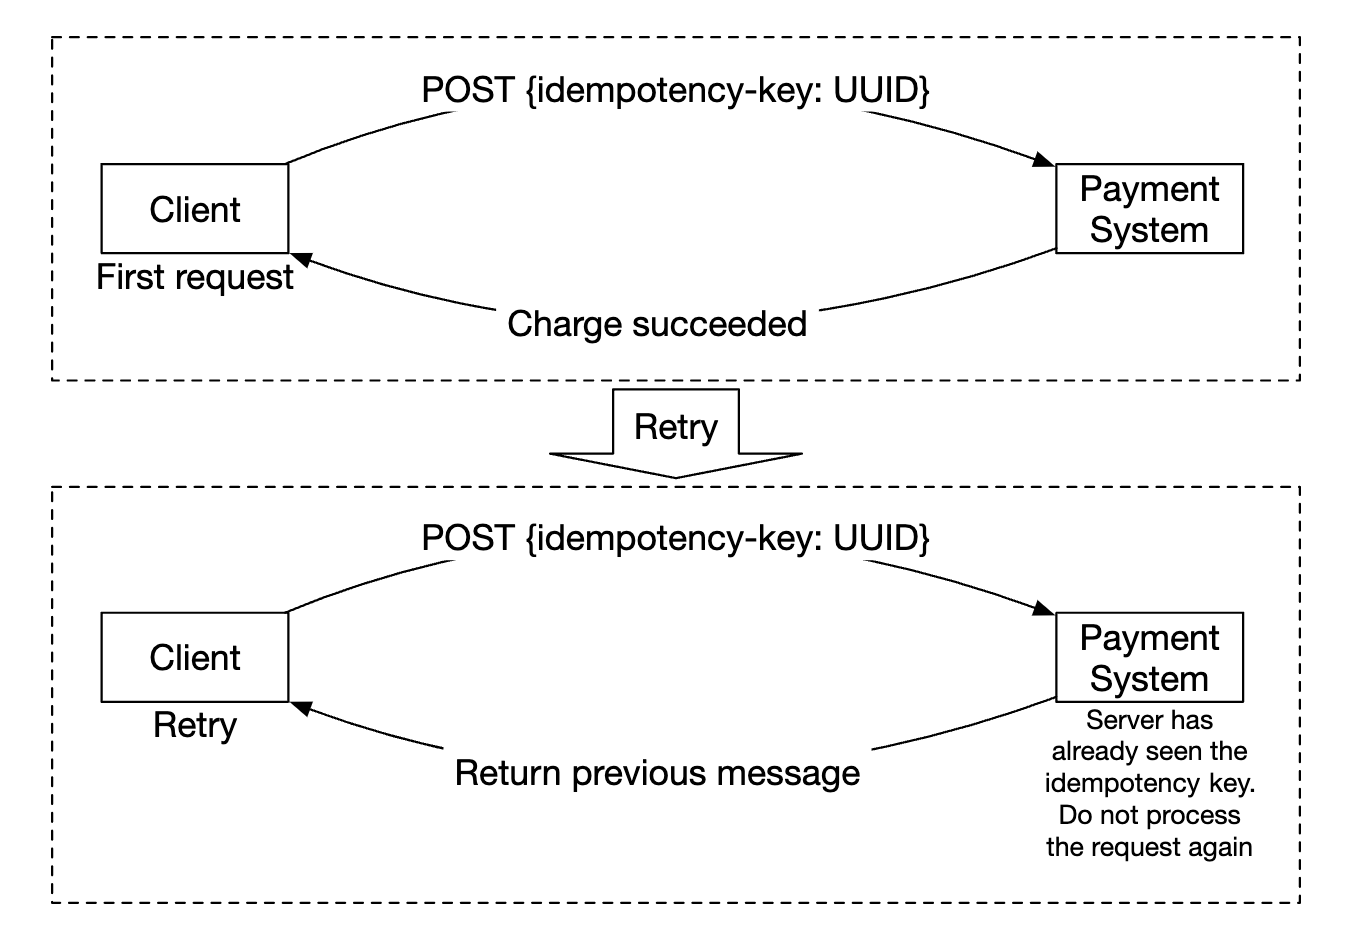 POST {idempotency-key: UUID}
Client
Payment
System
First request
Charge succeeded
Retry
POST {idempotency-key: UUID}
Client
Payment
System
Retry
Return previous message
Server has
already seen the
idempotency key.
Do not process
the request again